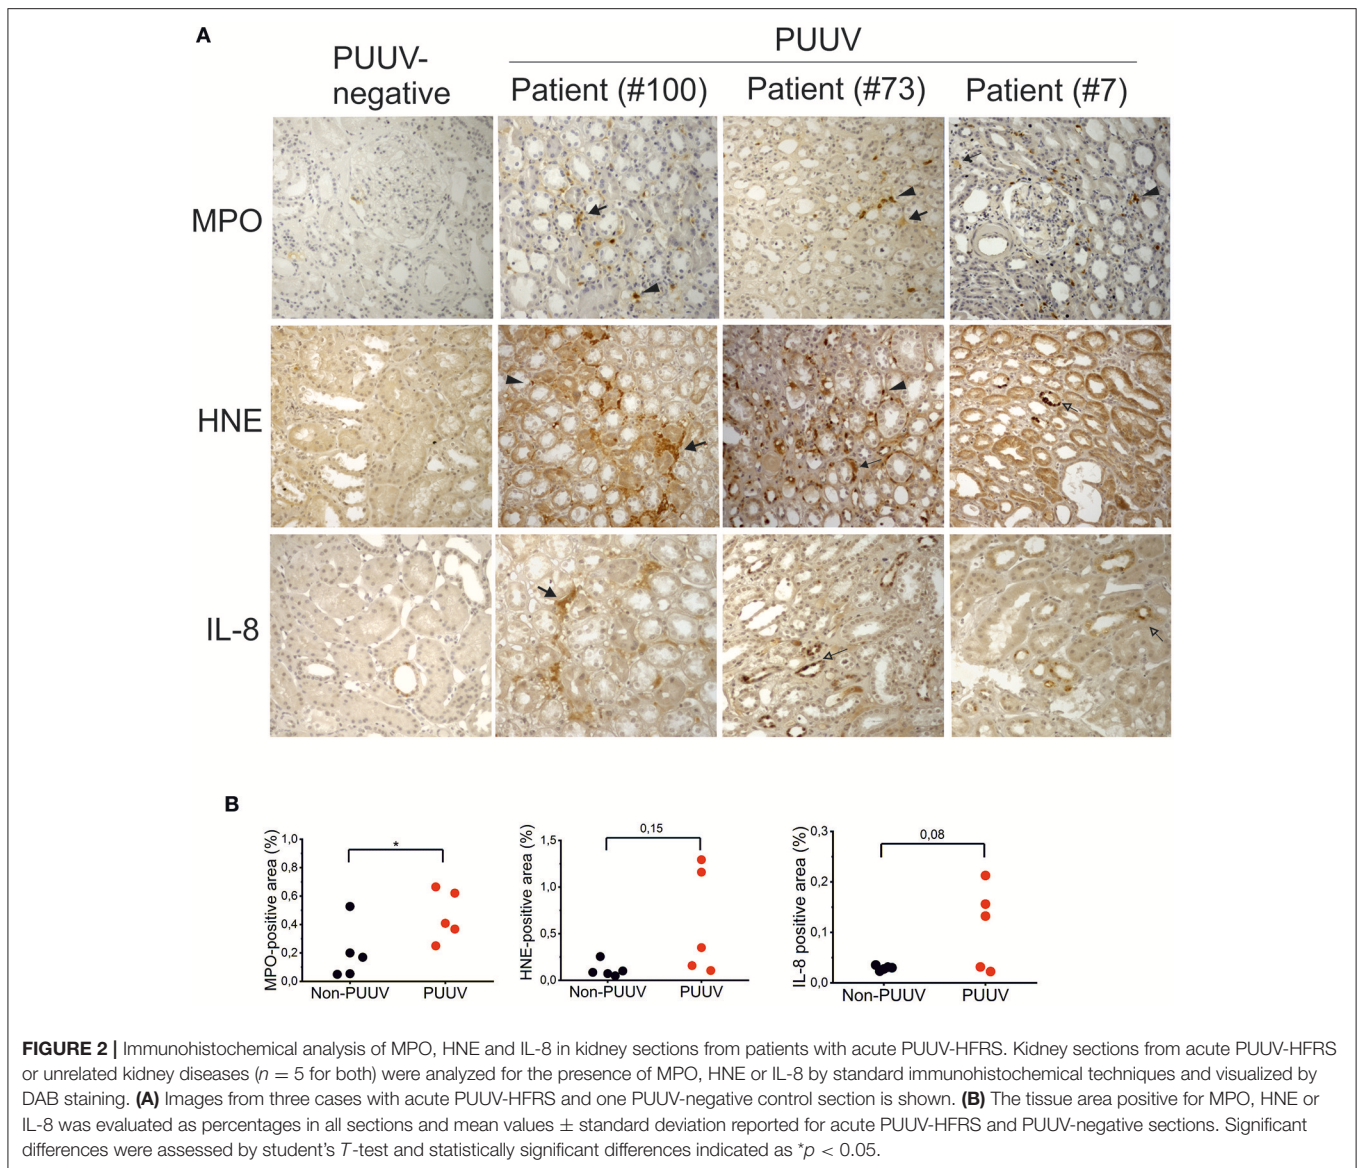 A
PUUV-
negative
PUUV
Patient (#100)
Patient (#73)
Patient (#7)
MPO
HNE
IL-8
B
MPO-positive area (%)
1,0
0,8
0,6
0,4
0,2
0,0
*
Non-PUUV
PUUV
HNE-positive area (%)
1,5
1,0
0,5
0,0
0,15
Non-PUUV
PUUV
IL-8 positive area (%)
0,3
0,2
0,1
0,0
0,08
Non-PUUV
PUUV
FIGURE 2 | Immunohistochemical analysis of MPO, HNE and IL-8 in kidney sections from patients with acute PUUV-HFRS. Kidney sections from acute PUUV-HFRS
or unrelated kidney diseases (n = 5 for both) were analyzed for the presence of MPO, HNE or IL-8 by standard immunohistochemical techniques and visualized by
DAB staining. (A) Images from three cases with acute PUUV-HFRS and one PUUV-negative control section is shown. (B) The tissue area positive for MPO, HNE or
IL-8 was evaluated as percentages in all sections and mean values ± standard deviation reported for acute PUUV-HFRS and PUUV-negative sections. Significant
differences were assessed by student's T-test and statistically significant differences indicated as *p < 0.05.